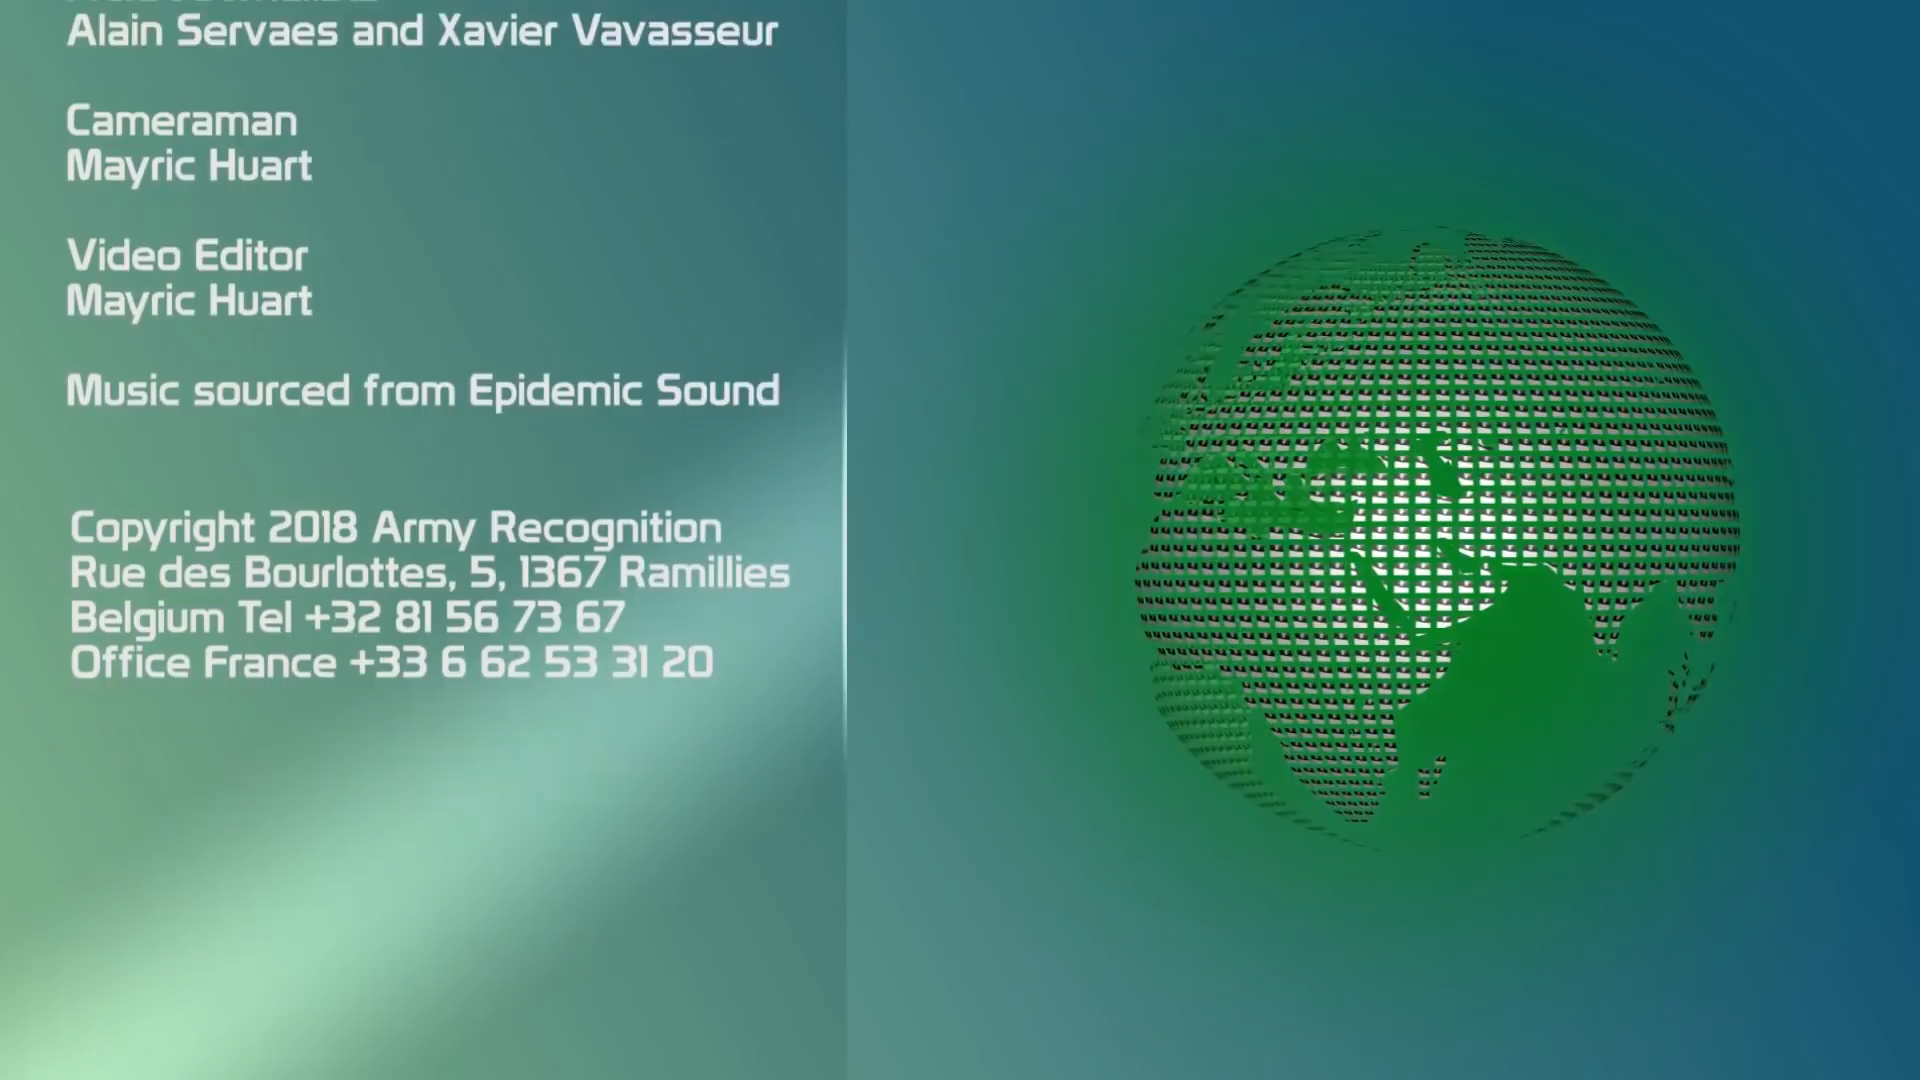 Alain Servaes and Xavier Vavasseur
Cameraman
Mayric Huart
Video Editor
Mayric Huart
Music sourced from Epidemic Sound
Copyright 2018 Army Recognition
Rue des Bourlottes, 5, 1367 Ramillies
Belgium Tel +32 81 56 73 67
Office France +33 6 62 53 31 20